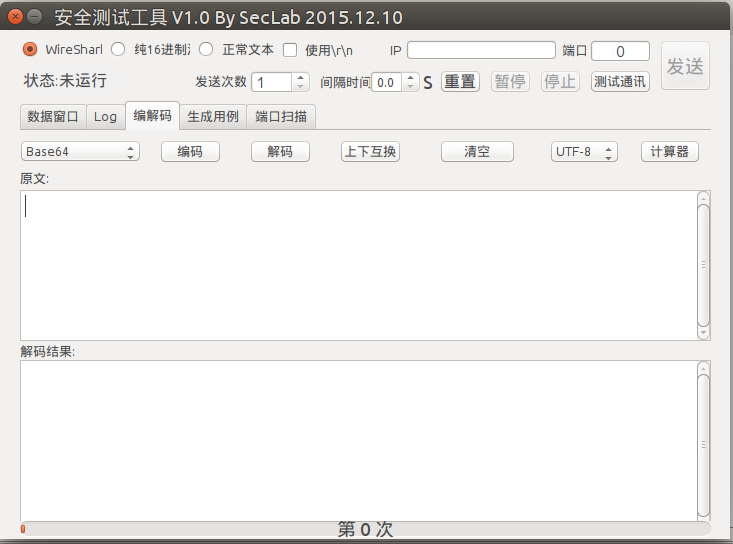 安全测试工具 V1.0 By SecLab 2015.12.10
WireSharl 纯16进制 正常文本 使用\r\n IP 端口 0 发送
状态:未运行 发送次数 1 间隔时间 0.0 S 重置 暂停 停止 测试通讯
数据窗口 Log 编解码 生成用例 端口扫描
Base64 编码 解码 上下互换 清空 UTF-8 计算器
原文:
解码结果:
第 0 次